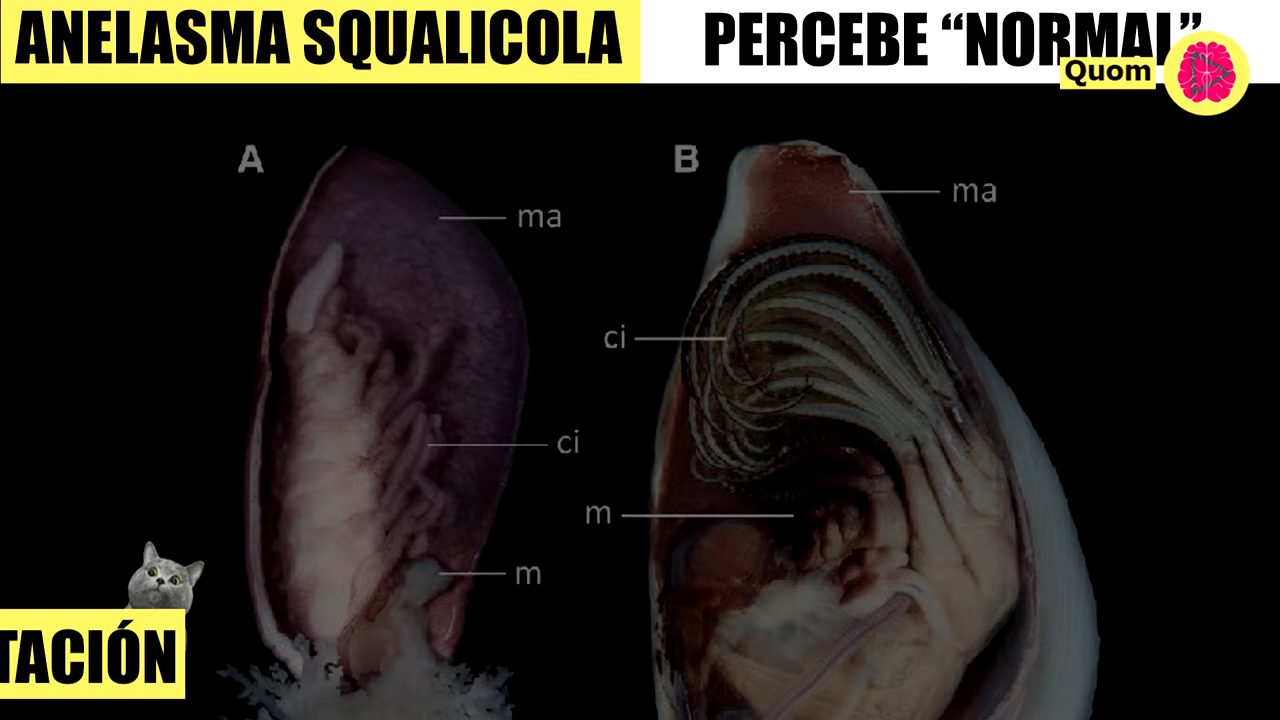 ANELASMA SQUALICOLA
PERCEBE “NORMAL”
Quom
A
ma
ci
m
B
ma
ci
m
TACIÓN